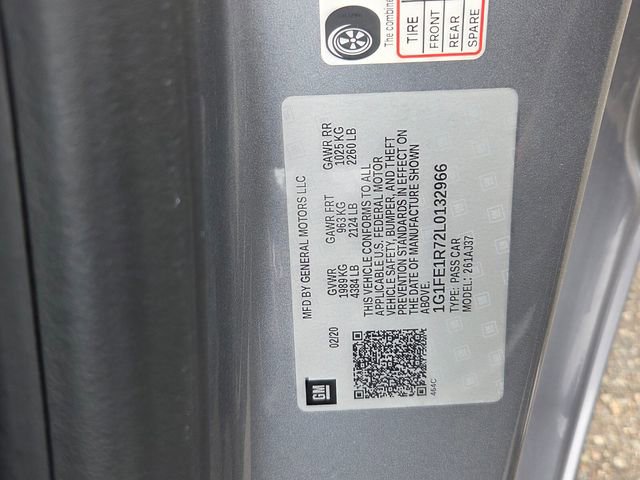 The combine
TIRE
FRONT
REAR
SPARE
GM
MFD BY GENERAL MOTORS LLC
02/20
GVWR GAWR FRT GAWR RR
1989 KG 963 KG 1025 KG
4384 LB 2124 LB 2260 LB
THIS VEHICLE CONFORMS TO ALL
APPLICABLE U.S. FEDERAL MOTOR
VEHICLE SAFETY, BUMPER, AND THEFT
PREVENTION STANDARDS IN EFFECT ON
THE DATE OF MANUFACTURE SHOWN
ABOVE.
1G1FE1R72L0132966
TYPE: PASS CAR
MODEL: 261AJ37
464C